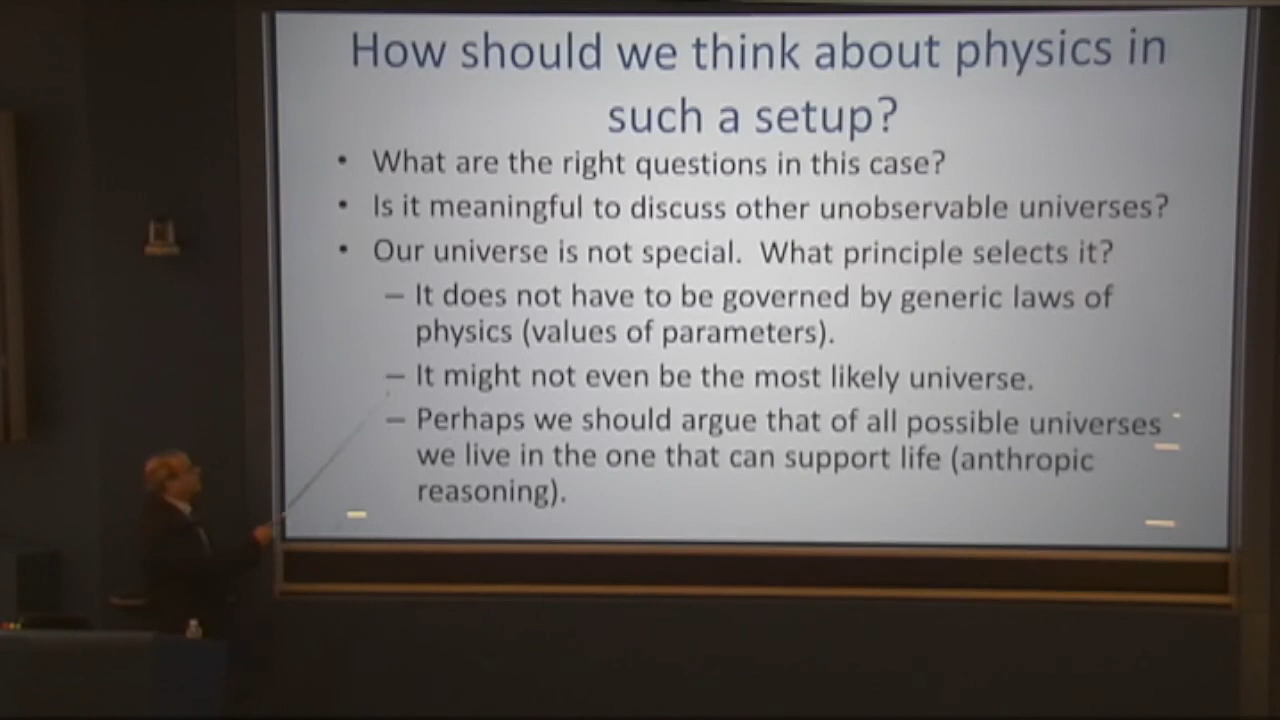 How should we think about physics in
such a setup?
• What are the right questions in this case?
• Is it meaningful to discuss other unobservable universes?
• Our universe is not special. What principle selects it?
– It does not have to be governed by generic laws of
physics (values of parameters).
– It might not even be the most likely universe.
– Perhaps we should argue that of all possible universes
we live in the one that can support life (anthropic
reasoning).